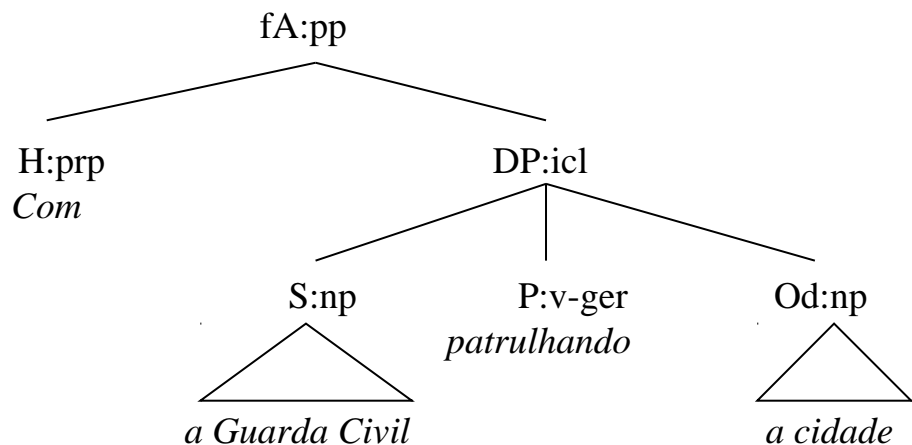 fA:pp
H:prp DP:icl
Com
S:np P:v-ger Od:np
patrulhando
a Guarda Civil a cidade